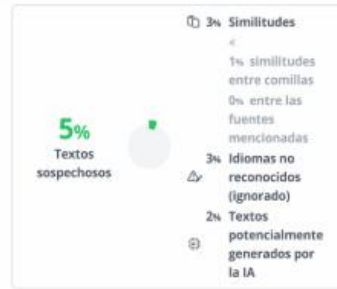 5%
Textos
sospechosos
3% Similitudes
<
1% similitudes
entre comillas
0% entre las
fuentes
mencionadas
3% Idiomas no
reconocidos
(ignorado)
2% Textos
potencialmente
generados por
la IA